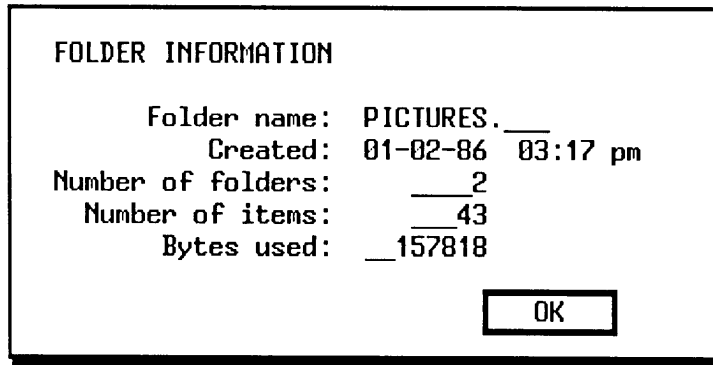 FOLDER INFORMATION
Folder name: PICTURES.___
Created: 01-02-86 03:17 pm
Number of folders: ____2
Number of items: ___43
Bytes used: __157818
OK